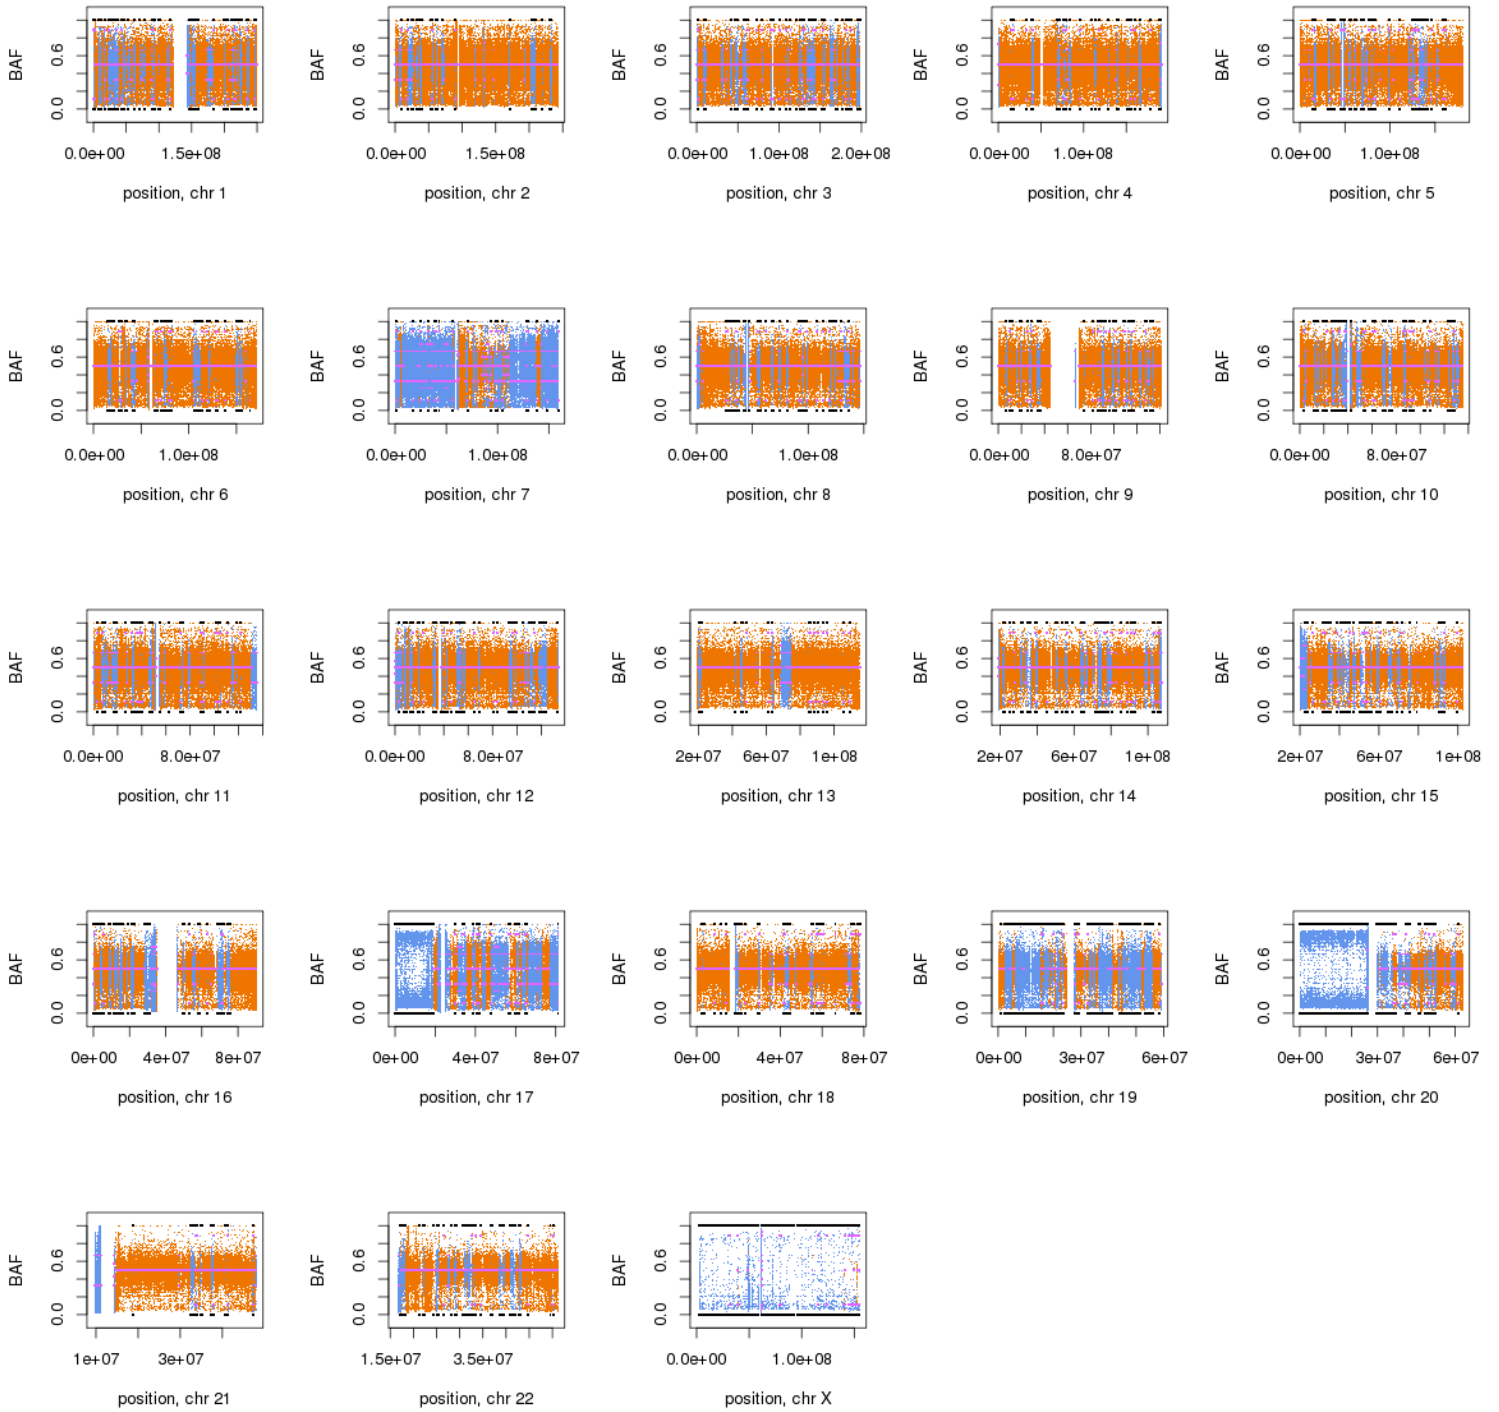 BAF BAF BAF BAF BAF
0.0 0.6 0.0 0.6 0.0 0.6 0.0 0.6 0.0 0.6
0.0e+00 1.5e+08 0.0e+00 1.5e+08 0.0e+00 1.0e+08 2.0e+08 0.0e+00 1.0e+08 0.0e+00 1.0e+08
position, chr 1 position, chr 2 position, chr 3 position, chr 4 position, chr 5
BAF BAF BAF BAF BAF
0.0 0.6 0.0 0.6 0.0 0.6 0.0 0.6 0.0 0.6
0.0e+00 1.0e+08 0.0e+00 1.0e+08 0.0e+00 1.0e+08 0.0e+00 8.0e+07 0.0e+00 8.0e+07
position, chr 6 position, chr 7 position, chr 8 position, chr 9 position, chr 10
BAF BAF BAF BAF BAF
0.0 0.6 0.0 0.6 0.0 0.6 0.0 0.6 0.0 0.6
0.0e+00 8.0e+07 0.0e+00 8.0e+07 2e+07 6e+07 1e+08 2e+07 6e+07 1e+08 2e+07 6e+07 1e+08
position, chr 11 position, chr 12 position, chr 13 position, chr 14 position, chr 15
BAF BAF BAF BAF BAF
0.0 0.6 0.0 0.6 0.0 0.6 0.0 0.6 0.0 0.6
0e+00 4e+07 8e+07 0e+00 4e+07 8e+07 0e+00 4e+07 8e+07 0e+00 3e+07 6e+07 0e+00 3e+07 6e+07
position, chr 16 position, chr 17 position, chr 18 position, chr 19 position, chr 20
BAF BAF BAF
0.0 0.6 0.0 0.6 0.0 0.6
1e+07 3e+07 1.5e+07 3.5e+07 0.0e+00 1.0e+08
position, chr 21 position, chr 22 position, chr X